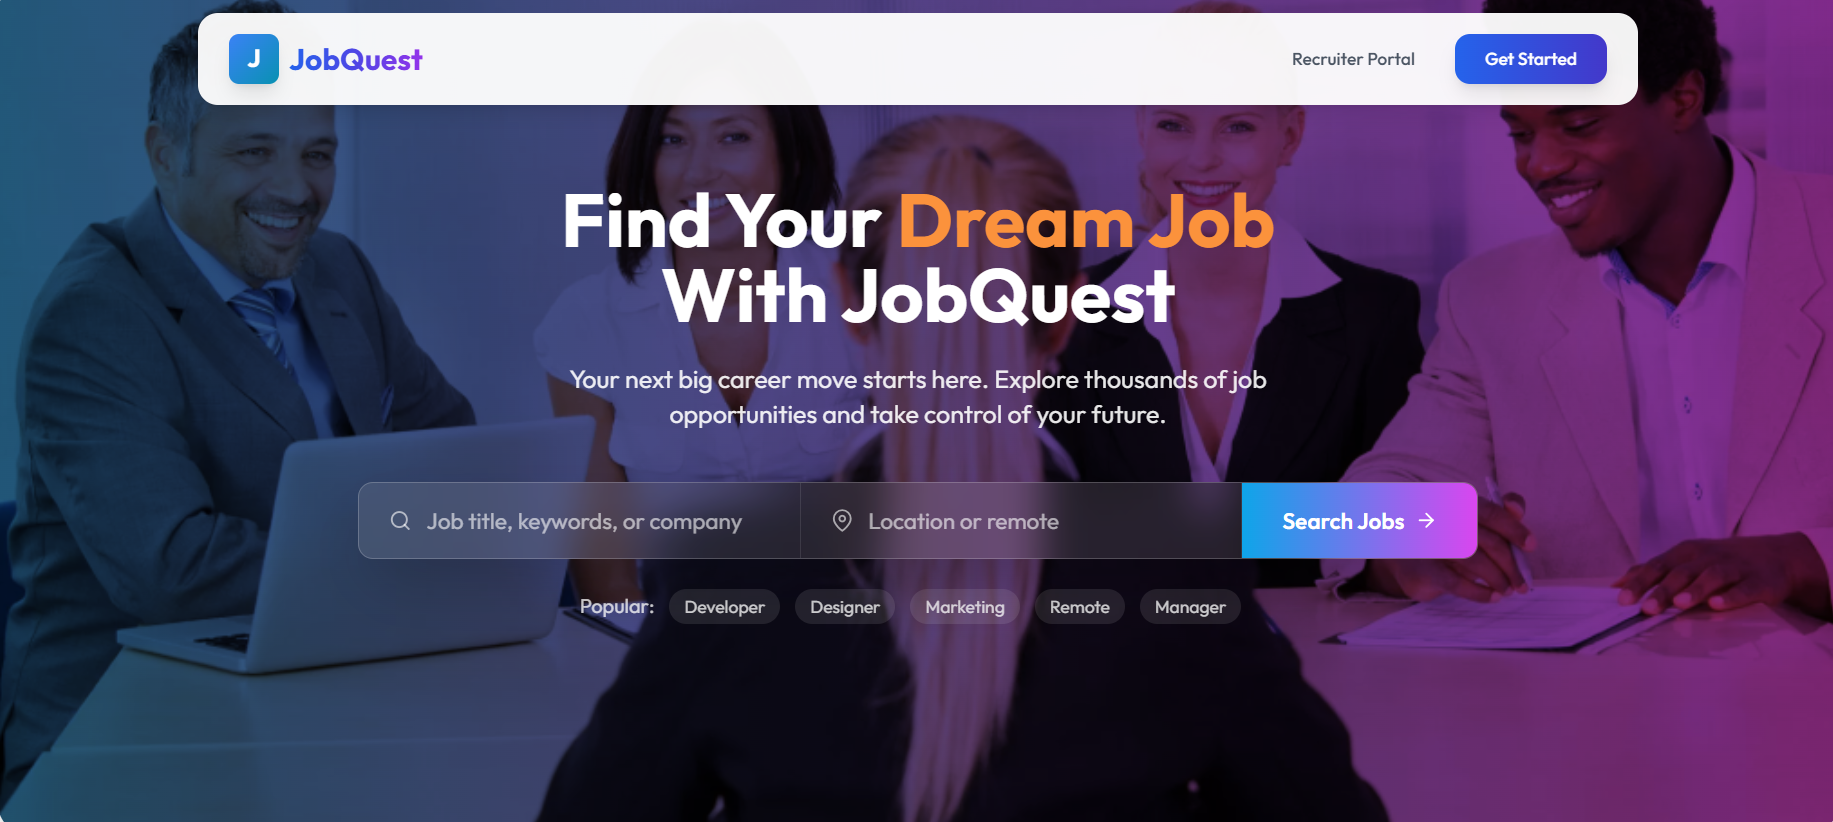 J
JobQuest
Recruiter Portal
Get Started
Find Your Dream Job
With JobQuest
Your next big career move starts here. Explore thousands of job
opportunities and take control of your future.
Job title, keywords, or company
Location or remote
Search Jobs
Popular:
Developer
Designer
Marketing
Remote
Manager